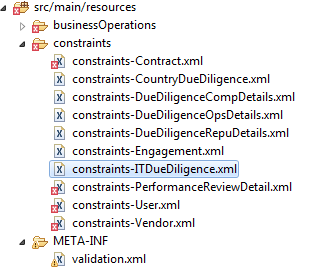 src/main/resources
businessOperations
constraints
constraints-Contract.xml
constraints-CountryDueDiligence.xml
constraints-DueDiligenceCompDetails.xml
constraints-DueDiligenceOpsDetails.xml
constraints-DueDiligenceRepuDetails.xml
constraints-Engagement.xml
constraints-ITDueDiligence.xml
constraints-PerformanceReviewDetail.xml
constraints-User.xml
constraints-Vendor.xml
META-INF
validation.xml